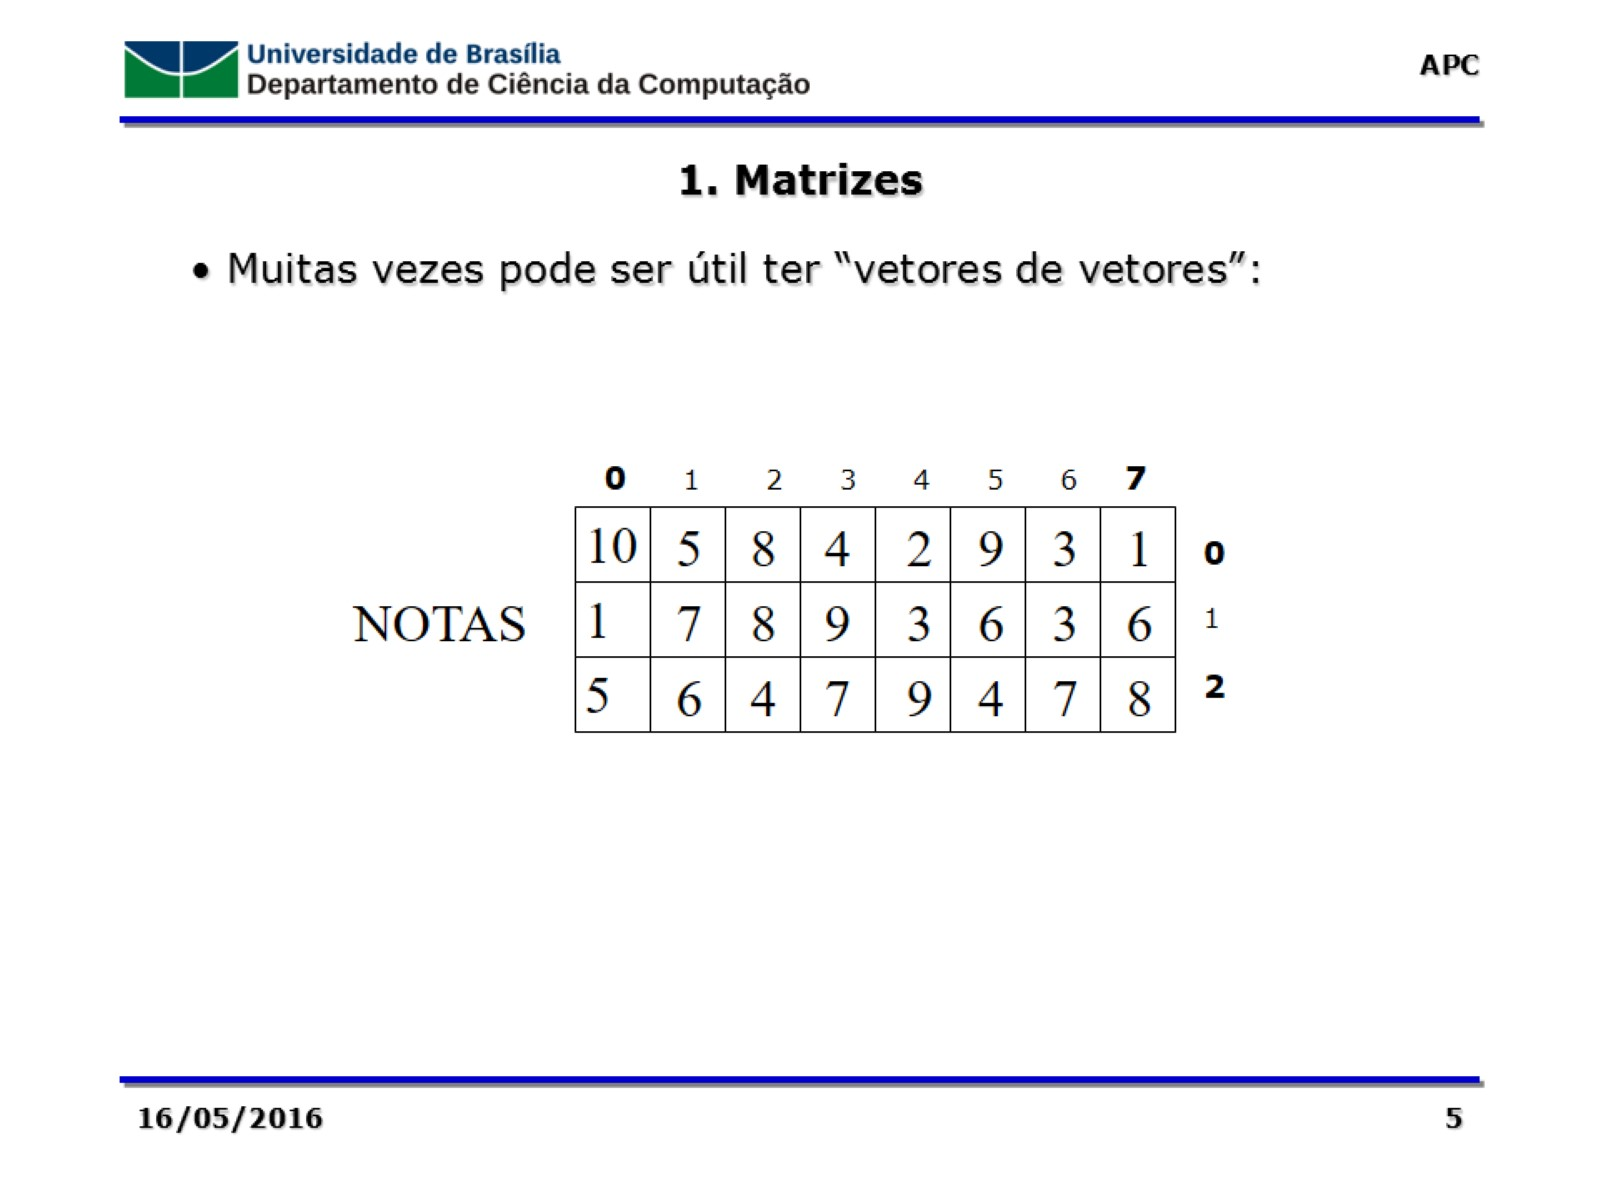 Universidade de Brasília
Departamento de Ciência da Computação
APC
1. Matrizes
• Muitas vezes pode ser útil ter “vetores de vetores”:
0 1 2 3 4 5 6 7
10 5 8 4 2 9 3 1 0
NOTAS 1 7 8 9 3 6 3 6 1
5 6 4 7 9 4 7 8 2
16/05/2016
5